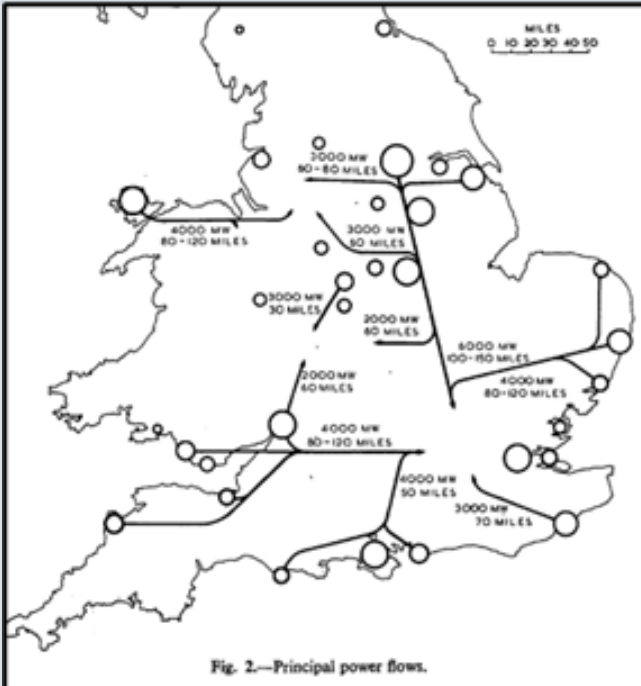 MILES
0 10 20 30 40 50
3000 MW
60-80 MILES
4000 MW
80-120 MILES
3000 MW
50 MILES
3000 MW
30 MILES
2000 MW
60 MILES
6000 MW
100-150 MILES
4000 MW
80-120 MILES
2000 MW
60 MILES
4000 MW
80-120 MILES
4000 MW
50 MILES
3000 MW
70 MILES
Fig. 2.—Principal power flows.